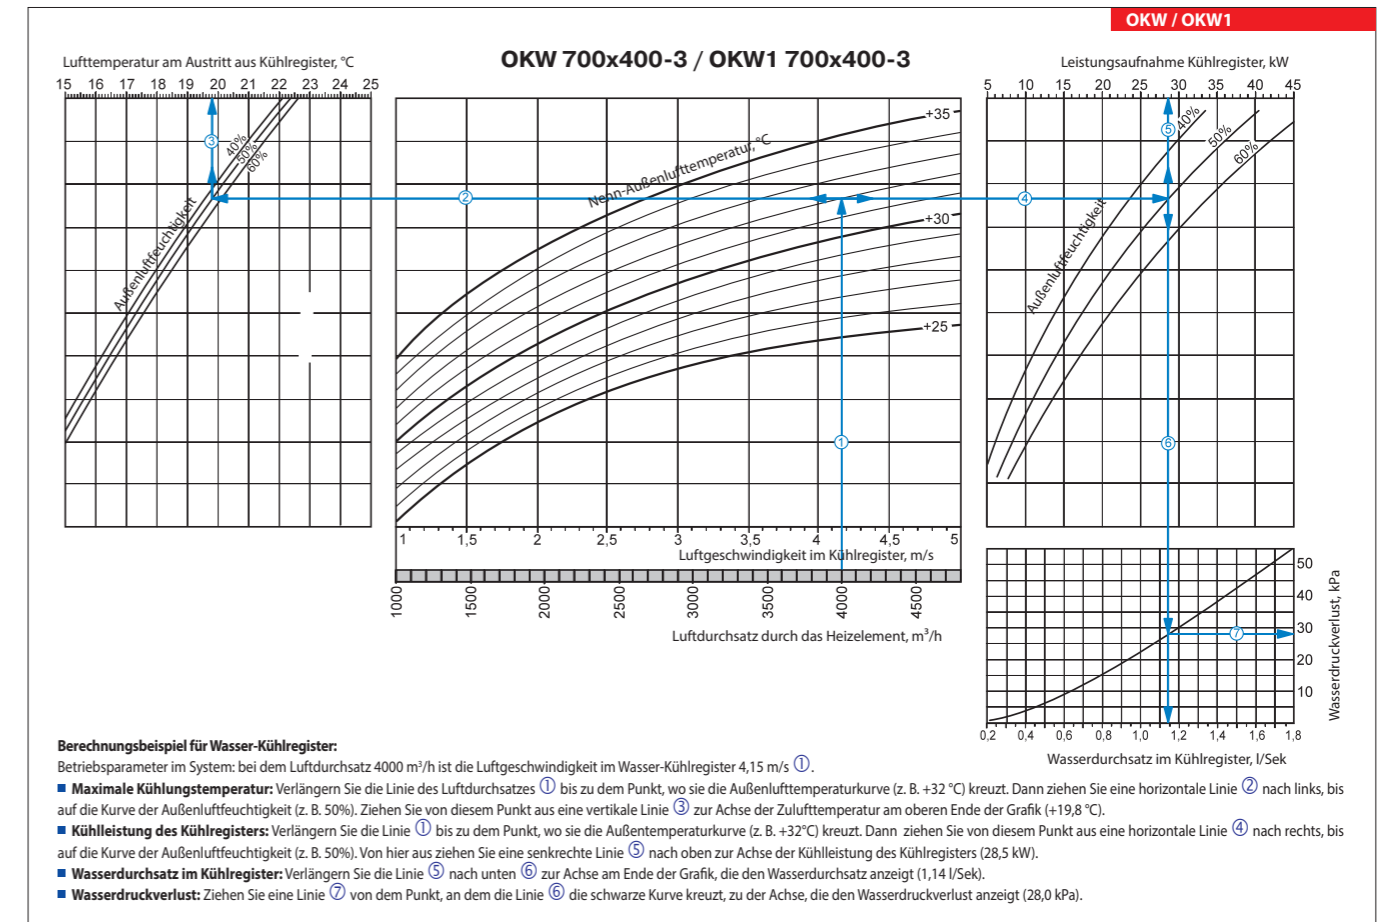 OKW / OKW1
OKW 700x400-3 / OKW1 700x400-3
Lufttemperatur am Austritt aus Kühlregister, °C
15 16 17 18 19 20 21 22 23 24 25
40%
50%
60%
Außenluftfeuchtigkeit
③
Nenn-Außenlufttemperatur, °C
+35
+30
+25
②
①
1 1,5 2 2,5 3 3,5 4 4,5 5
Luftgeschwindigkeit im Kühlregister, m/s
1000 1500 2000 2500 3000 3500 4000 4500
Luftdurchsatz durch das Heizelement, m³/h
Leistungsaufnahme Kühlregister, kW
5 10 15 20 25 30 35 40 45
40%
50%
60%
Außenluftfeuchtigkeit
⑤
④
⑥
50
40
30
20
10
⑦
Wasserdruckverlust, kPa
0,2 0,4 0,6 0,8 1,0 1,2 1,4 1,6 1,8
Wasserdurchsatz im Kühlregister, l/Sek
Berechnungsbeispiel für Wasser-Kühlregister:
Betriebsparameter im System: bei dem Luftdurchsatz 4000 m³/h ist die Luftgeschwindigkeit im Wasser-Kühlregister 4,15 m/s ①.
■ Maximale Kühlungstemperatur: Verlängern Sie die Linie des Luftdurchsatzes ① bis zu dem Punkt, wo sie die Außenlufttemperaturkurve (z. B. +32 °C) kreuzt. Dann ziehen Sie eine horizontale Linie ② nach links, bis
auf die Kurve der Außenluftfeuchtigkeit (z. B. 50%). Ziehen Sie von diesem Punkt aus eine vertikale Linie ③ zur Achse der Zulufttemperatur am oberen Ende der Grafik (+19,8 °C).
■ Kühlleistung des Kühlregisters: Verlängern Sie die Linie ① bis zu dem Punkt, wo sie die Außentemperaturkurve (z. B. +32°C) kreuzt. Dann ziehen Sie von diesem Punkt aus eine horizontale Linie ④ nach rechts, bis
auf die Kurve der Außenluftfeuchtigkeit (z. B. 50%). Von hier aus ziehen Sie eine senkrechte Linie ⑤ nach oben zur Achse der Kühlleistung des Kühlregisters (28,5 kW).
■ Wasserdurchsatz im Kühlregister: Verlängern Sie die Linie ⑤ nach unten ⑥ zur Achse am Ende der Grafik, die den Wasserdurchsatz anzeigt (1,14 l/Sek).
■ Wasserdruckverlust: Ziehen Sie eine Linie ⑦ von dem Punkt, an dem die Linie ⑥ die schwarze Kurve kreuzt, zu der Achse, die den Wasserdruckverlust anzeigt (28,0 kPa).